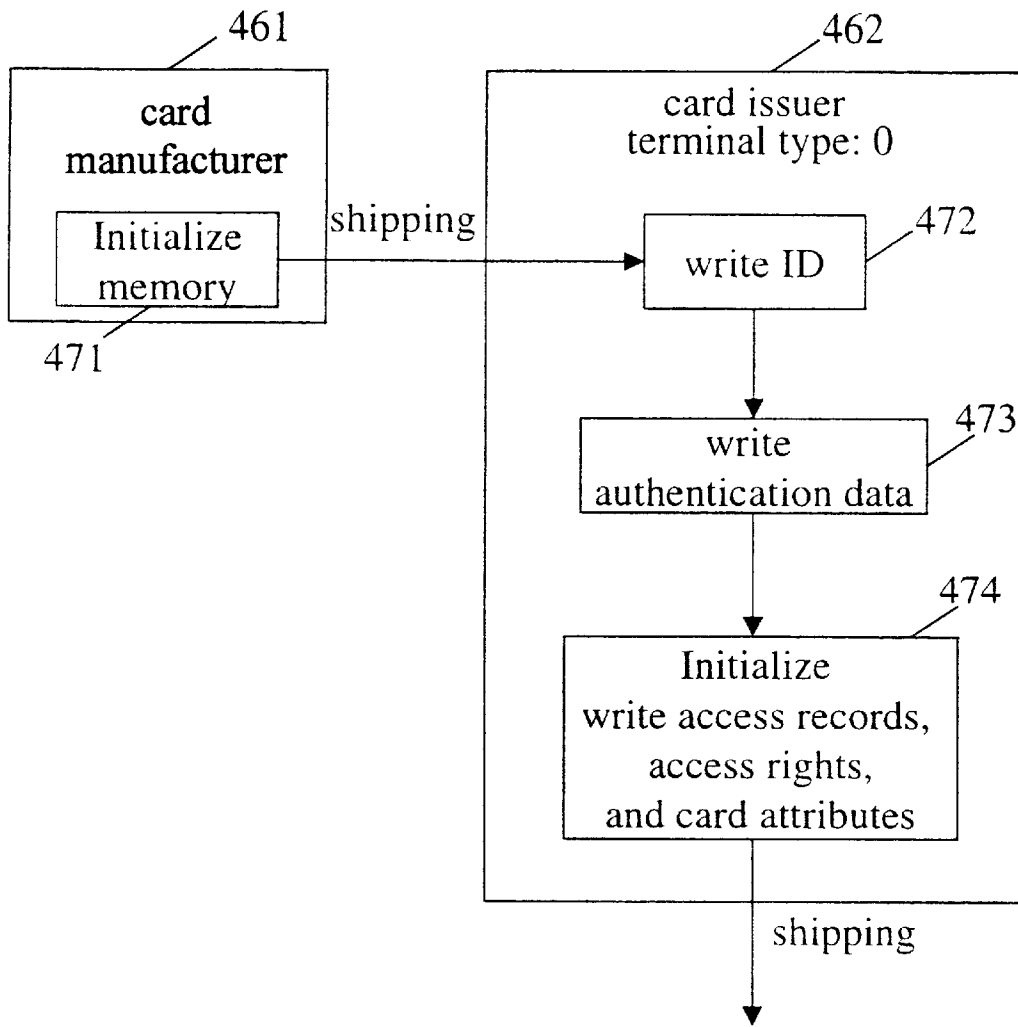 461
card
manufacturer
Initialize
memory
471
shipping
462
card issuer
terminal type: 0
472
write ID
473
write
authentication data
474
Initialize
write access records,
access rights,
and card attributes
shipping